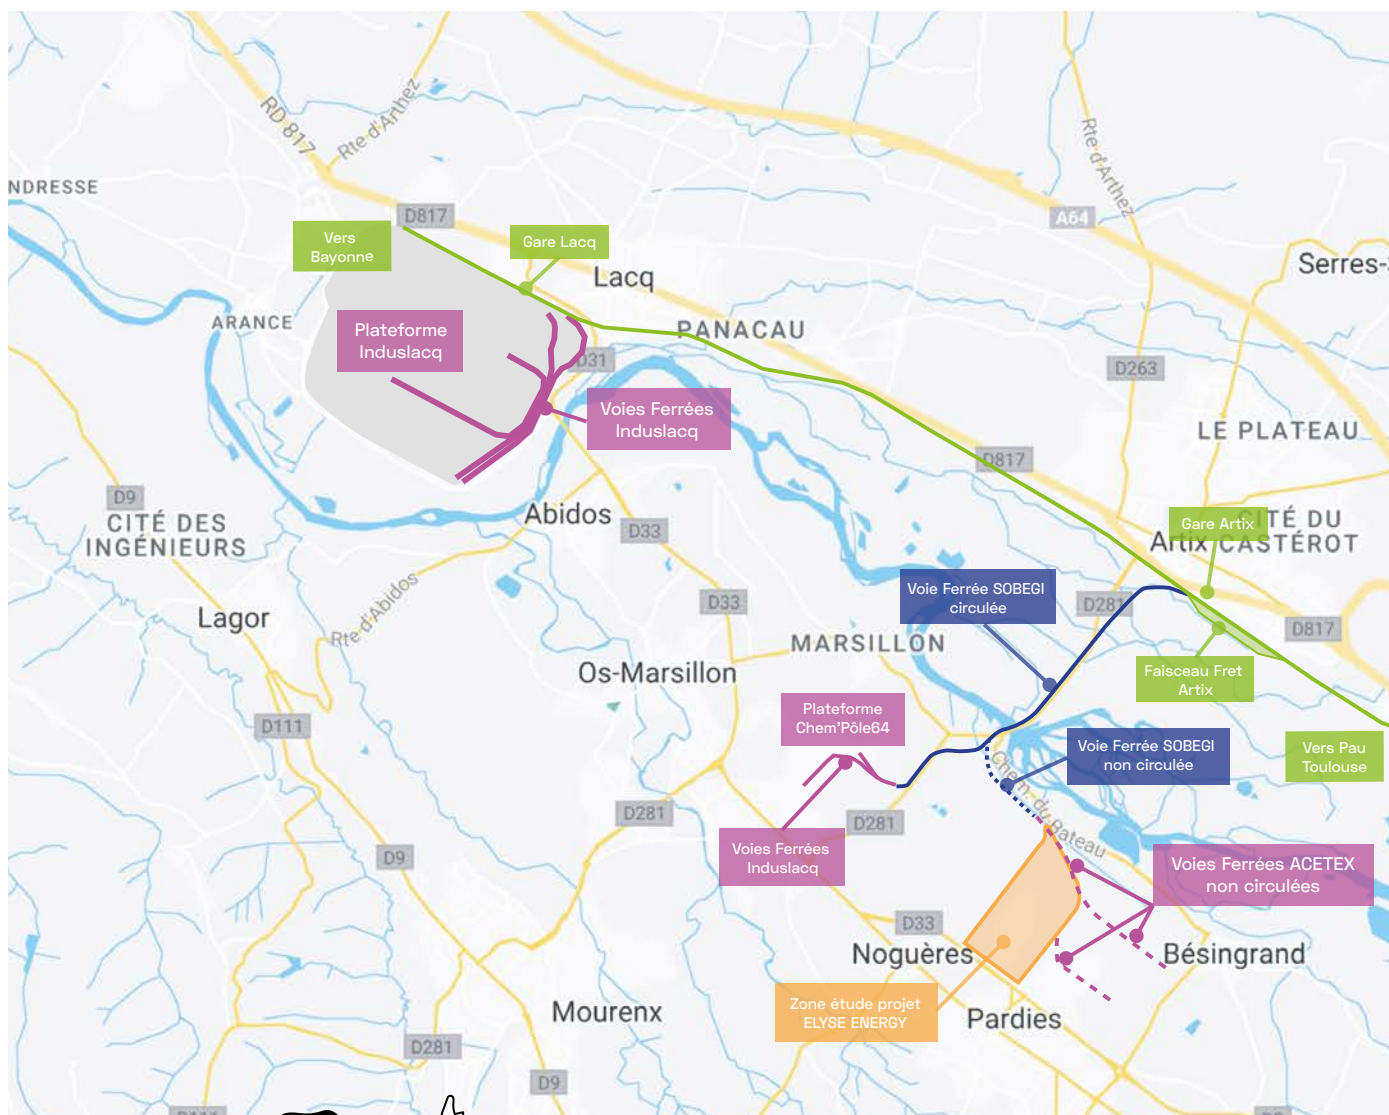 RD 817
Rte d'Arthez
Rte d'Arthez
NDRESSE
D817
A64
Vers
Bayonne
Gare Lacq
Lacq
Serres-
ARANCE
Plateforme
Induslacq
PANACAU
D31
D263
Voies Ferrées
Induslacq
LE PLATEAU
D817
D9
CITÉ DES
INGÉNIEURS
Abidos
D33
Gare Artix
CITÉ DU
Artix
CASTÉROT
Rte d'Abidos
Lagor
D33
Voie Ferrée SOBEGI
circulée
D281
D817
MARSILLON
Os-Marsillon
Faisceau Fret
Artix
D111
Plateforme
Chem'Pôle64
Voie Ferrée SOBEGI
non circulée
Vers Pau
Toulouse
Chem. du Bateau
D281
D281
D9
Voies Ferrées
Induslacq
Voies Ferrées ACETEX
non circulées
D33
Noguères
Bésingrand
Zone étude projet
ELYSE ENERGY
Mourenx
Pardies
D281
D9